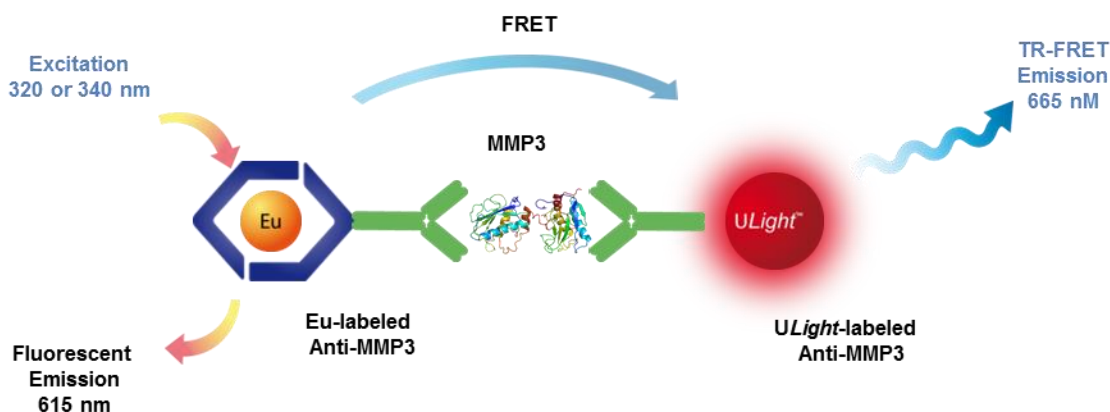 FRET
Excitation
320 or 340 nm
TR-FRET
Emission
665 nM
MMP3
Eu
ULight™
Eu-labeled
Anti-MMP3
ULight-labeled
Anti-MMP3
Fluorescent
Emission
615 nm